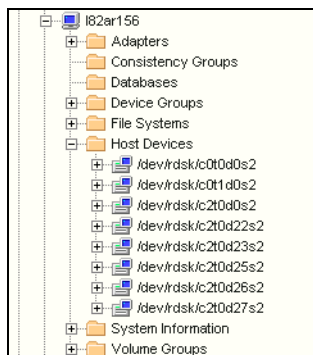 l82ar156
Adapters
Consistency Groups
Databases
Device Groups
File Systems
Host Devices
/dev/rdsk/c0t0d0s2
/dev/rdsk/c0t1d0s2
/dev/rdsk/c2t0d0s2
/dev/rdsk/c2t0d22s2
/dev/rdsk/c2t0d23s2
/dev/rdsk/c2t0d25s2
/dev/rdsk/c2t0d26s2
/dev/rdsk/c2t0d27s2
System Information
Volume Groups